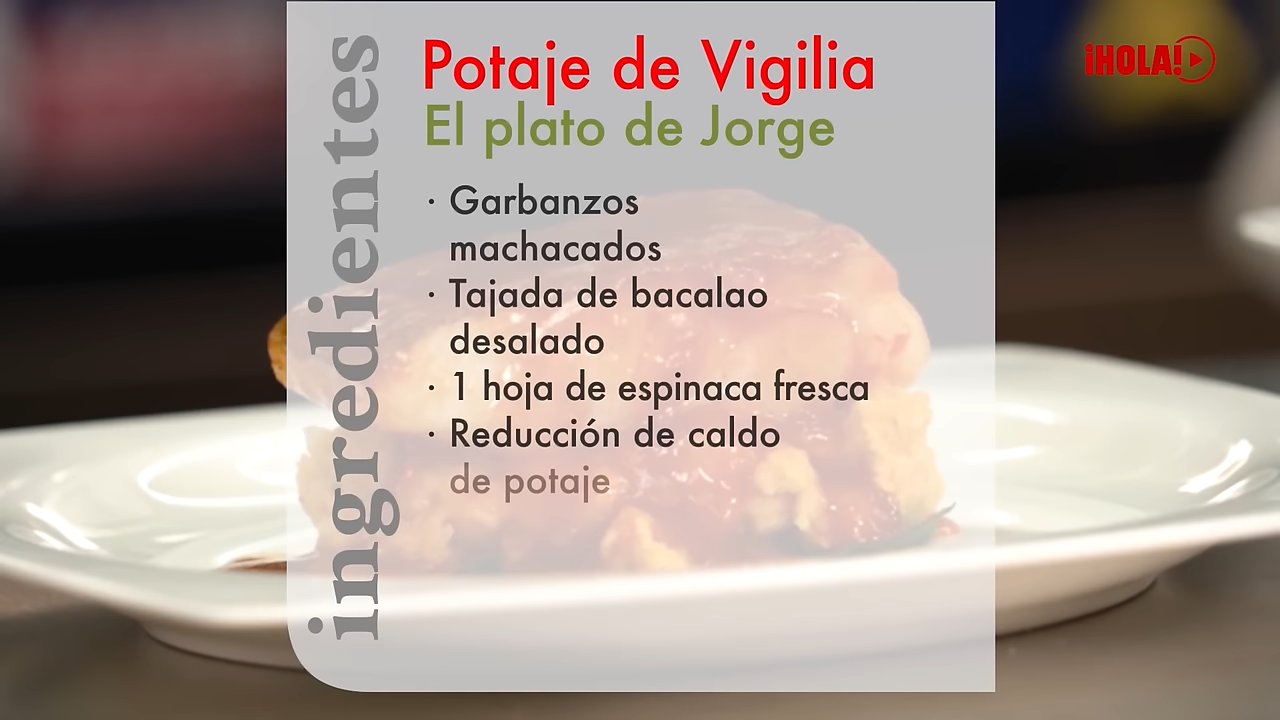 ingredientes
Potaje de Vigilia
El plato de Jorge
· Garbanzos
machacados
· Tajada de bacalao
desalado
· 1 hoja de espinaca fresca
· Reducción de caldo
de potaje
¡HOLA!